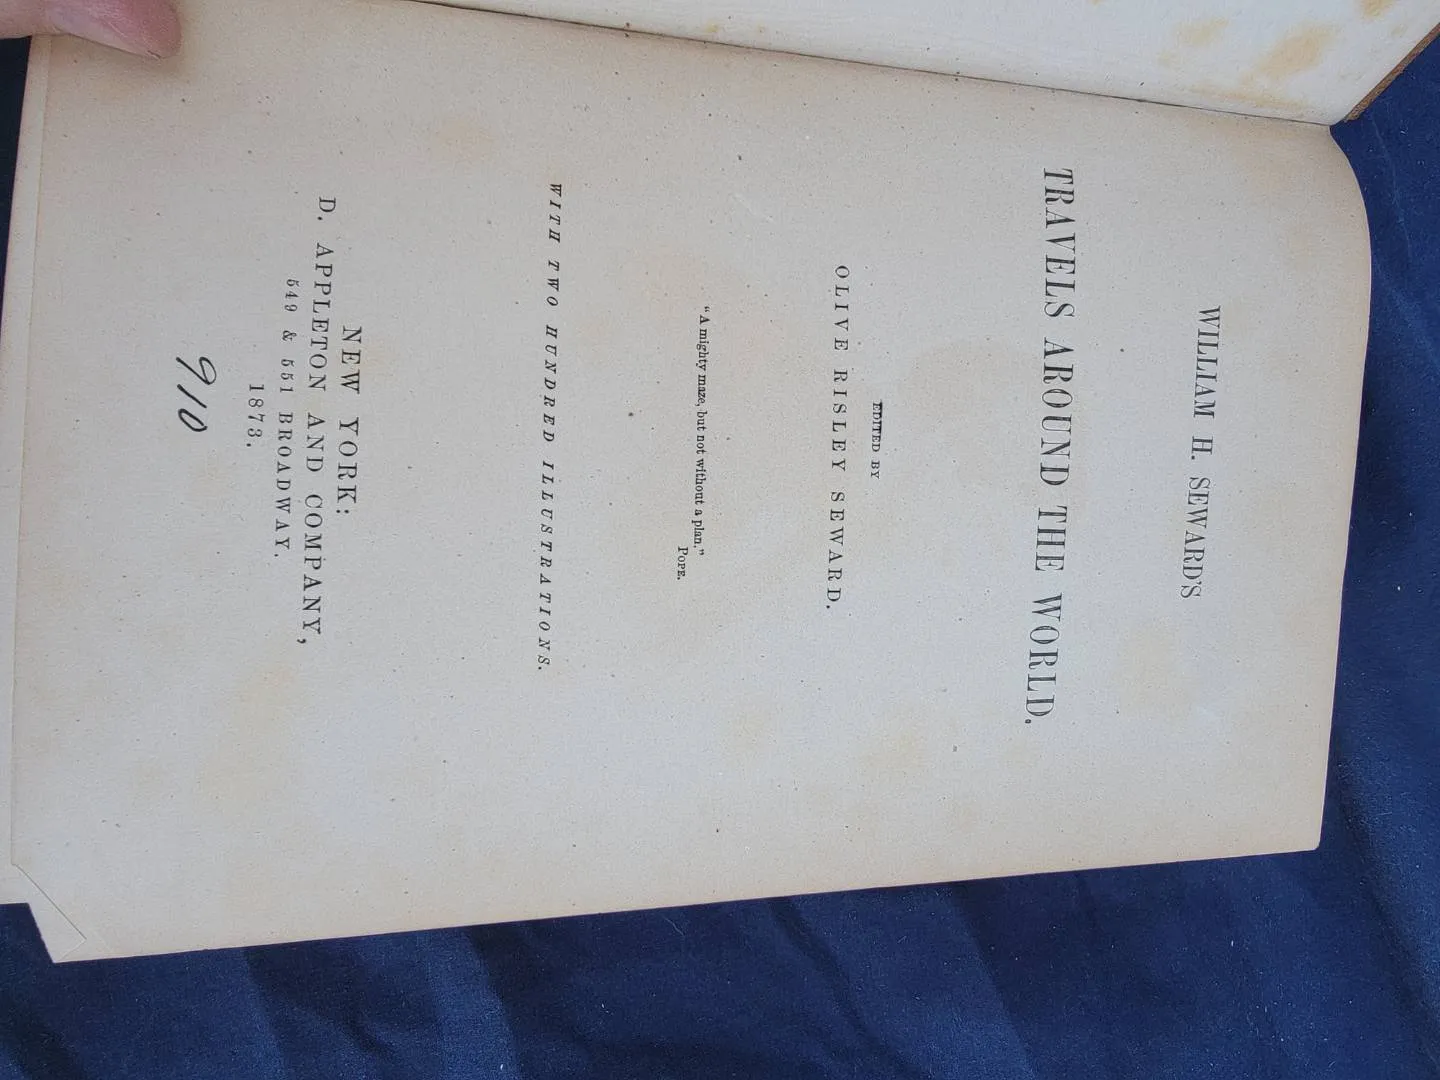 WILLIAM H. SEWARD'S
TRAVELS AROUND THE WORLD.
EDITED BY
OLIVE RISLEY SEWARD.
"A mighty maze, but not without a plan."
POPE.
WITH TWO HUNDRED ILLUSTRATIONS.
NEW YORK:
D. APPLETON AND COMPANY,
549 & 551 BROADWAY.
1873.
910